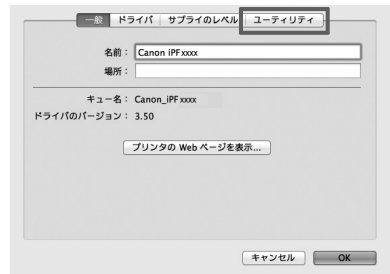 一般 ドライバ サプライのレベル ユーティリティ
名前： Canon iPFxxxx
場所：
キュー名： Canon_iPFxxxx
ドライバのバージョン： 3.50
プリンタの Web ページを表示...
キャンセル OK